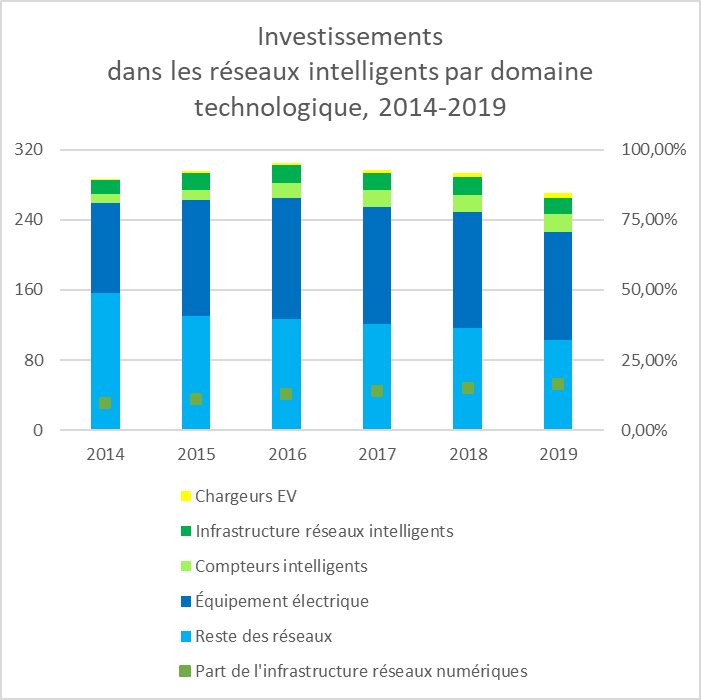 Investissements
dans les réseaux intelligents par domaine
technologique, 2014-2019
320
240
160
80
0
100,00%
75,00%
50,00%
25,00%
0,00%
2014 2015 2016 2017 2018 2019
Chargeurs EV
Infrastructure réseaux intelligents
Compteurs intelligents
Équipement électrique
Reste des réseaux
Part de l'infrastructure réseaux numériques